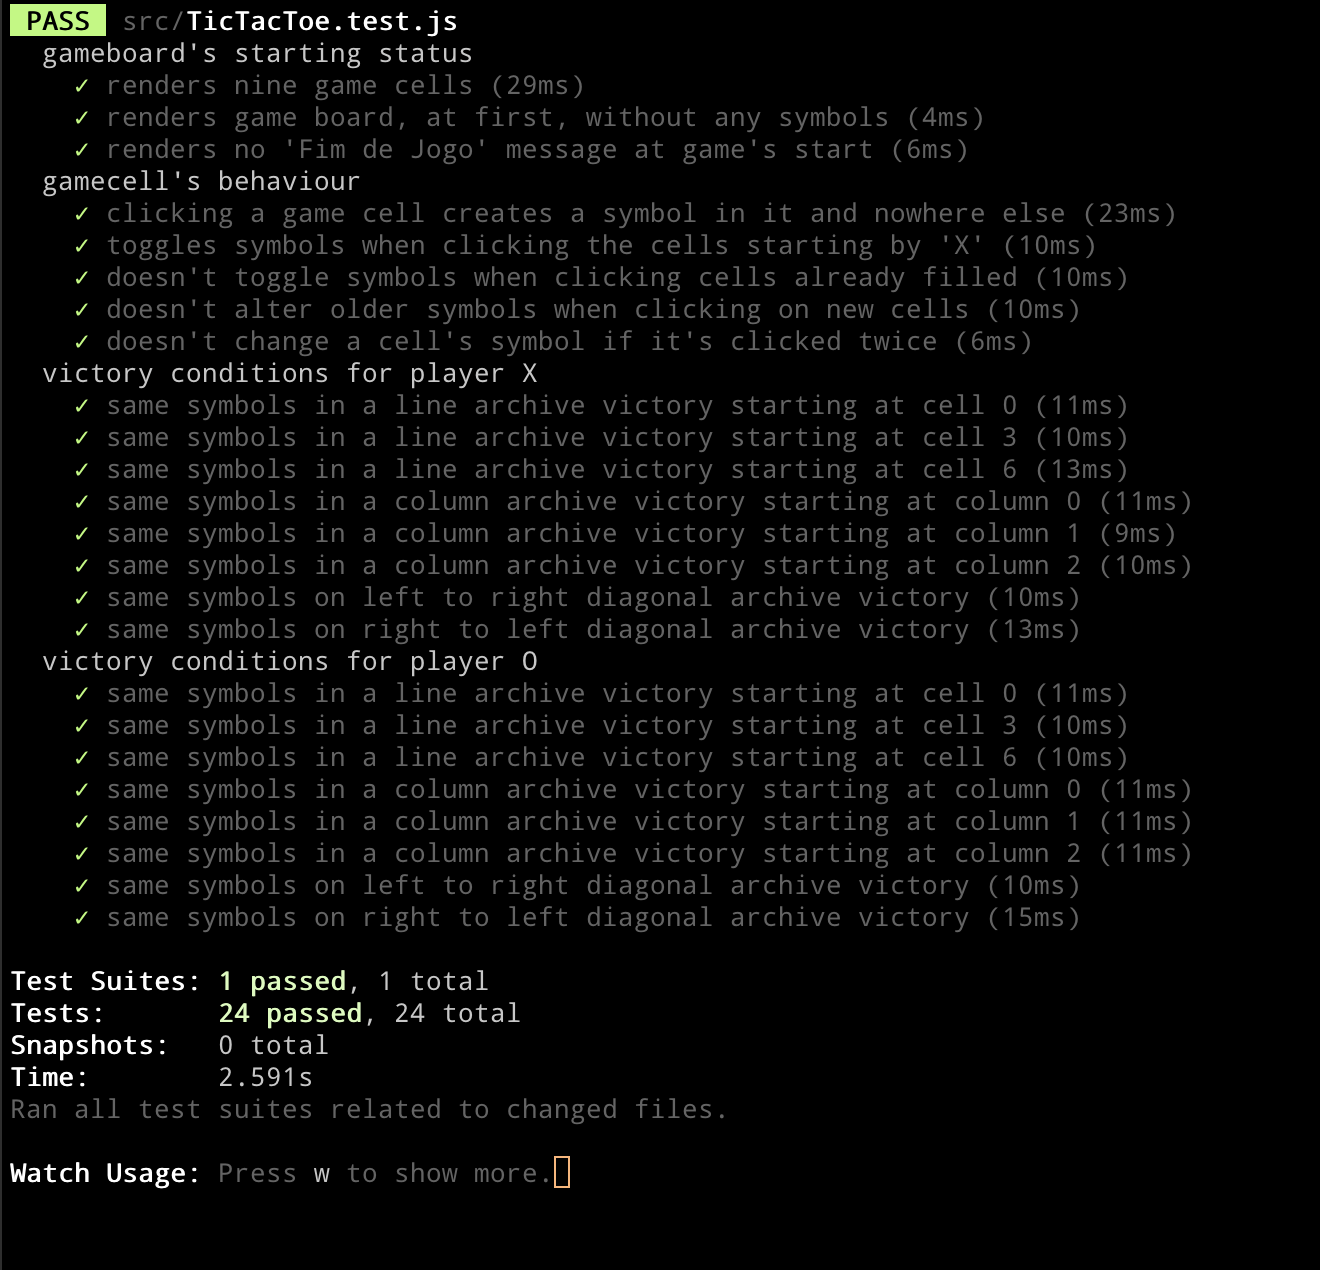 PASS src/TicTacToe.test.js
gameboard's starting status
✓ renders nine game cells (29ms)
✓ renders game board, at first, without any symbols (4ms)
✓ renders no 'Fim de Jogo' message at game's start (6ms)
gamecell's behaviour
✓ clicking a game cell creates a symbol in it and nowhere else (23ms)
✓ toggles symbols when clicking the cells starting by 'X' (10ms)
✓ doesn't toggle symbols when clicking cells already filled (10ms)
✓ doesn't alter older symbols when clicking on new cells (10ms)
✓ doesn't change a cell's symbol if it's clicked twice (6ms)
victory conditions for player X
✓ same symbols in a line archive victory starting at cell 0 (11ms)
✓ same symbols in a line archive victory starting at cell 3 (10ms)
✓ same symbols in a line archive victory starting at cell 6 (13ms)
✓ same symbols in a column archive victory starting at column 0 (11ms)
✓ same symbols in a column archive victory starting at column 1 (9ms)
✓ same symbols in a column archive victory starting at column 2 (10ms)
✓ same symbols on left to right diagonal archive victory (10ms)
✓ same symbols on right to left diagonal archive victory (13ms)
victory conditions for player O
✓ same symbols in a line archive victory starting at cell 0 (11ms)
✓ same symbols in a line archive victory starting at cell 3 (10ms)
✓ same symbols in a line archive victory starting at cell 6 (10ms)
✓ same symbols in a column archive victory starting at column 0 (11ms)
✓ same symbols in a column archive victory starting at column 1 (11ms)
✓ same symbols in a column archive victory starting at column 2 (11ms)
✓ same symbols on left to right diagonal archive victory (10ms)
✓ same symbols on right to left diagonal archive victory (15ms)
Test Suites: 1 passed, 1 total
Tests: 24 passed, 24 total
Snapshots: 0 total
Time: 2.591s
Ran all test suites related to changed files.
Watch Usage: Press w to show more.